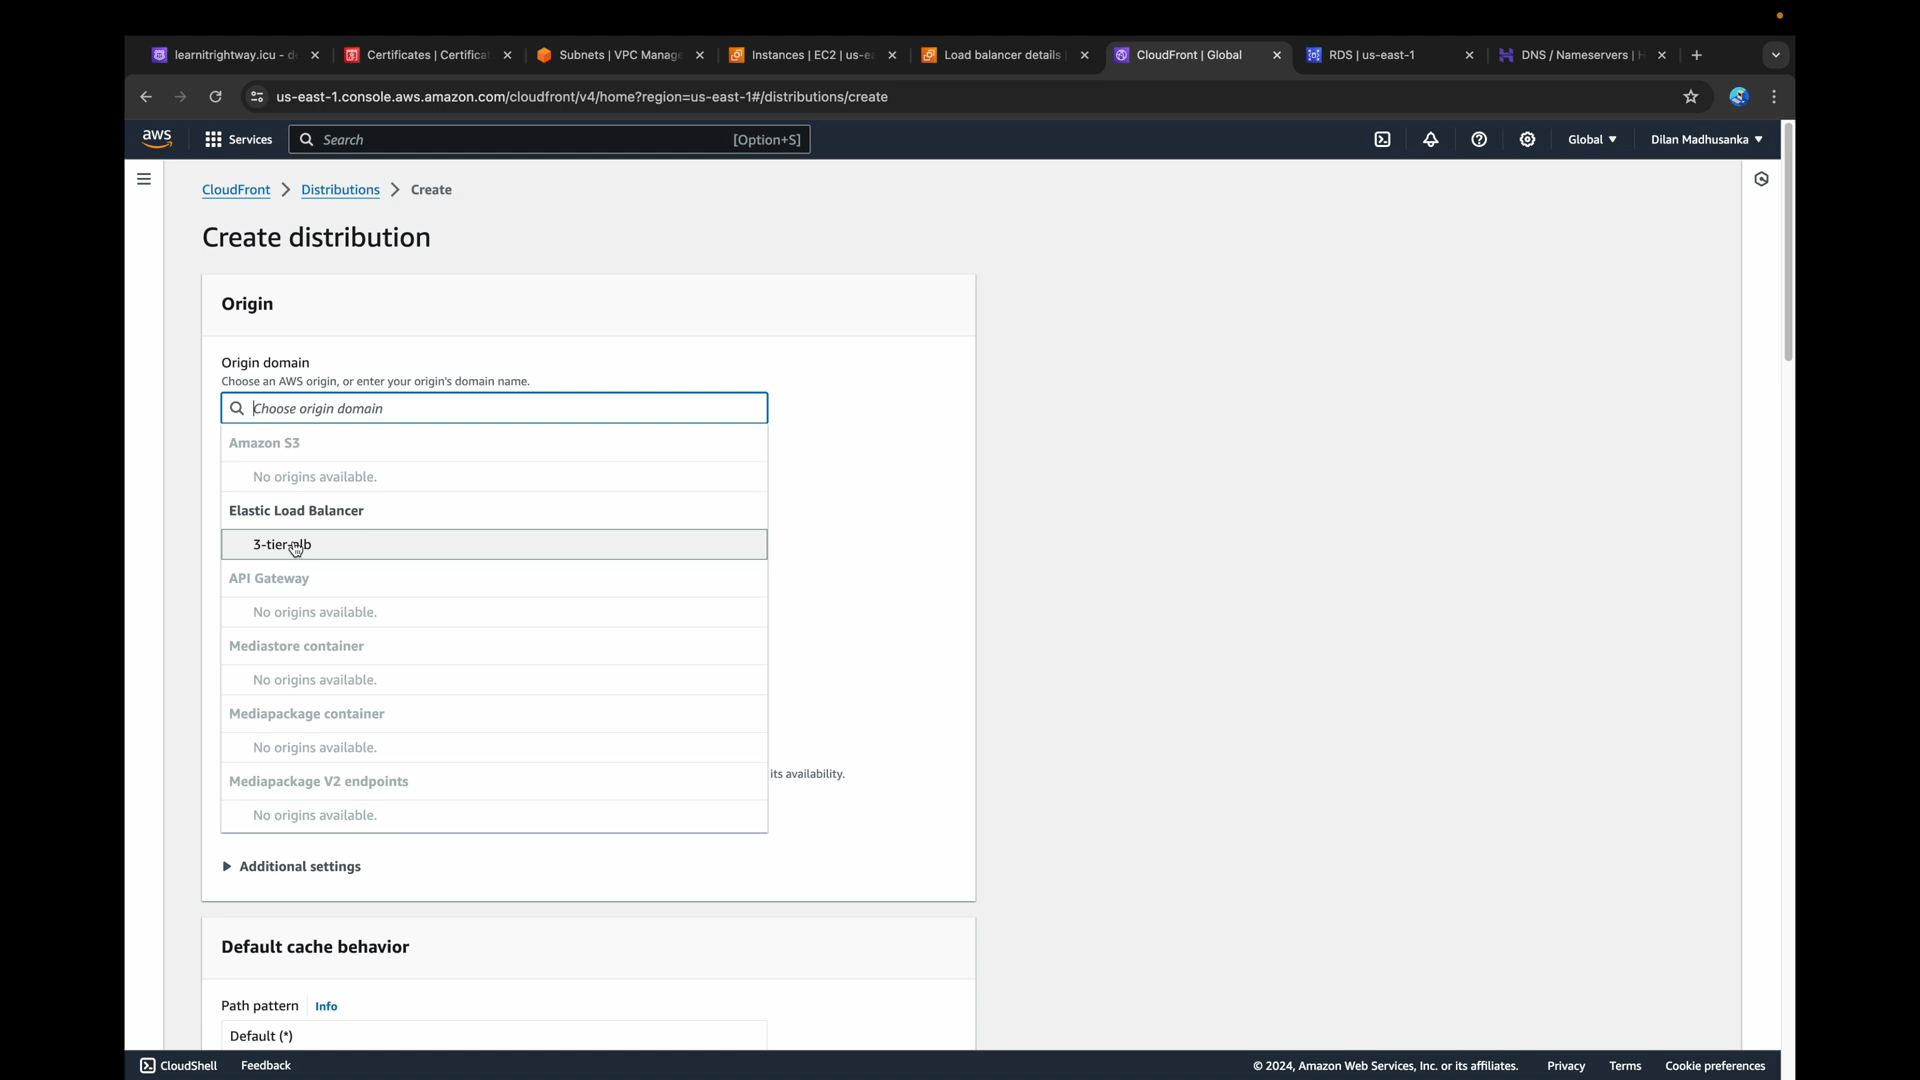 learnitrightway.icu - d
Certificates | Certifica
Subnets | VPC Manag
Instances | EC2 | us-ea
Load balancer details
CloudFront | Global
RDS | us-east-1
DNS / Nameservers | H
us-east-1.console.aws.amazon.com/cloudfront/v4/home?region=us-east-1#/distributions/create
aws
Services
Search
[Option+S]
Global
Dilan Madhusanka
CloudFront
Distributions
Create
Create distribution
Origin
Origin domain
Choose an AWS origin, or enter your origin's domain name.
Choose origin domain
Amazon S3
No origins available.
Elastic Load Balancer
3-tier-alb
API Gateway
No origins available.
Mediastore container
No origins available.
Mediapackage container
No origins available.
its availability.
Mediapackage V2 endpoints
No origins available.
Additional settings
Default cache behavior
Path pattern
Info
Default (*)
CloudShell
Feedback
© 2024, Amazon Web Services, Inc. or its affiliates.
Privacy
Terms
Cookie preferences